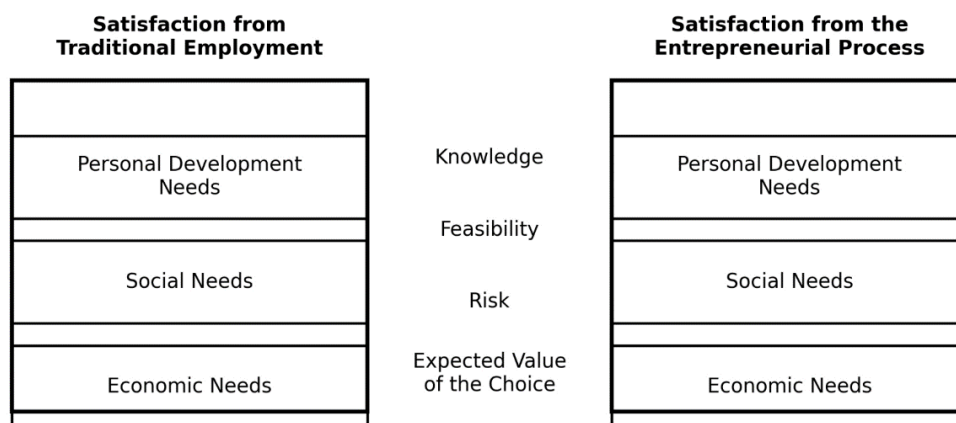 Satisfaction from
Traditional Employment
Satisfaction from the
Entrepreneurial Process
Personal Development
Needs
Social Needs
Economic Needs
Knowledge
Feasibility
Risk
Expected Value
of the Choice
Personal Development
Needs
Social Needs
Economic Needs